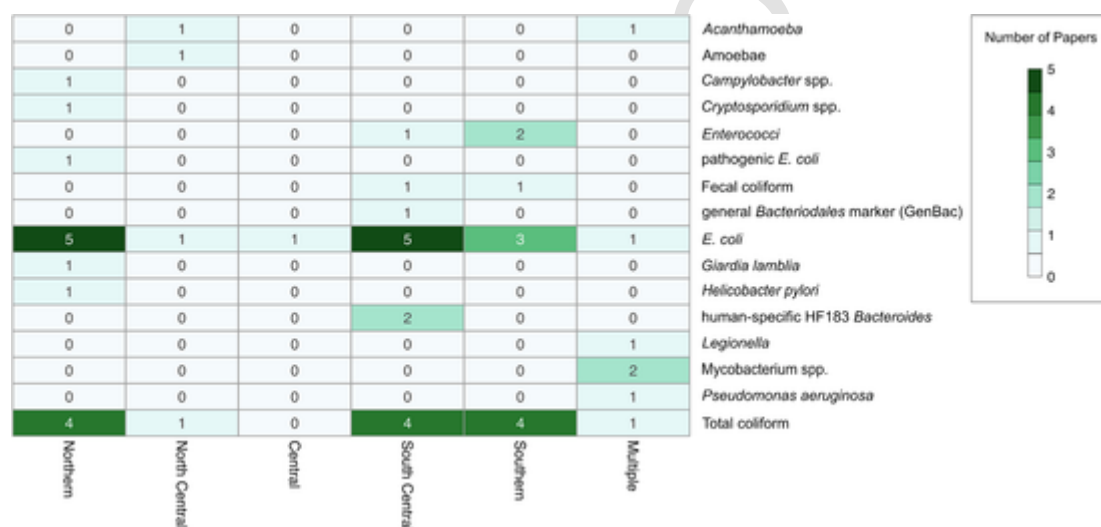 0 1 0 0 0 1 Acanthamoeba
0 1 0 0 0 0 Amoebae
1 0 0 0 0 0 Campylobacter spp.
1 0 0 0 0 0 Cryptosporidium spp.
0 0 0 1 2 0 Enterococci
1 0 0 0 0 0 pathogenic E. coli
0 0 0 1 1 0 Fecal coliform
0 0 0 1 0 0 general Bacteriodales marker (GenBac)
5 1 1 5 3 1 E. coli
1 0 0 0 0 0 Giardia lamblia
1 0 0 0 0 0 Helicobacter pylori
0 0 0 2 0 0 human-specific HF183 Bacteroides
0 0 0 0 0 1 Legionella
0 0 0 0 0 2 Mycobacterium spp.
0 0 0 0 0 1 Pseudomonas aeruginosa
4 1 0 4 4 1 Total coliform
Northern
North Central
Central
South Central
Southern
Multiple
Number of Papers
5
4
3
2
1
0